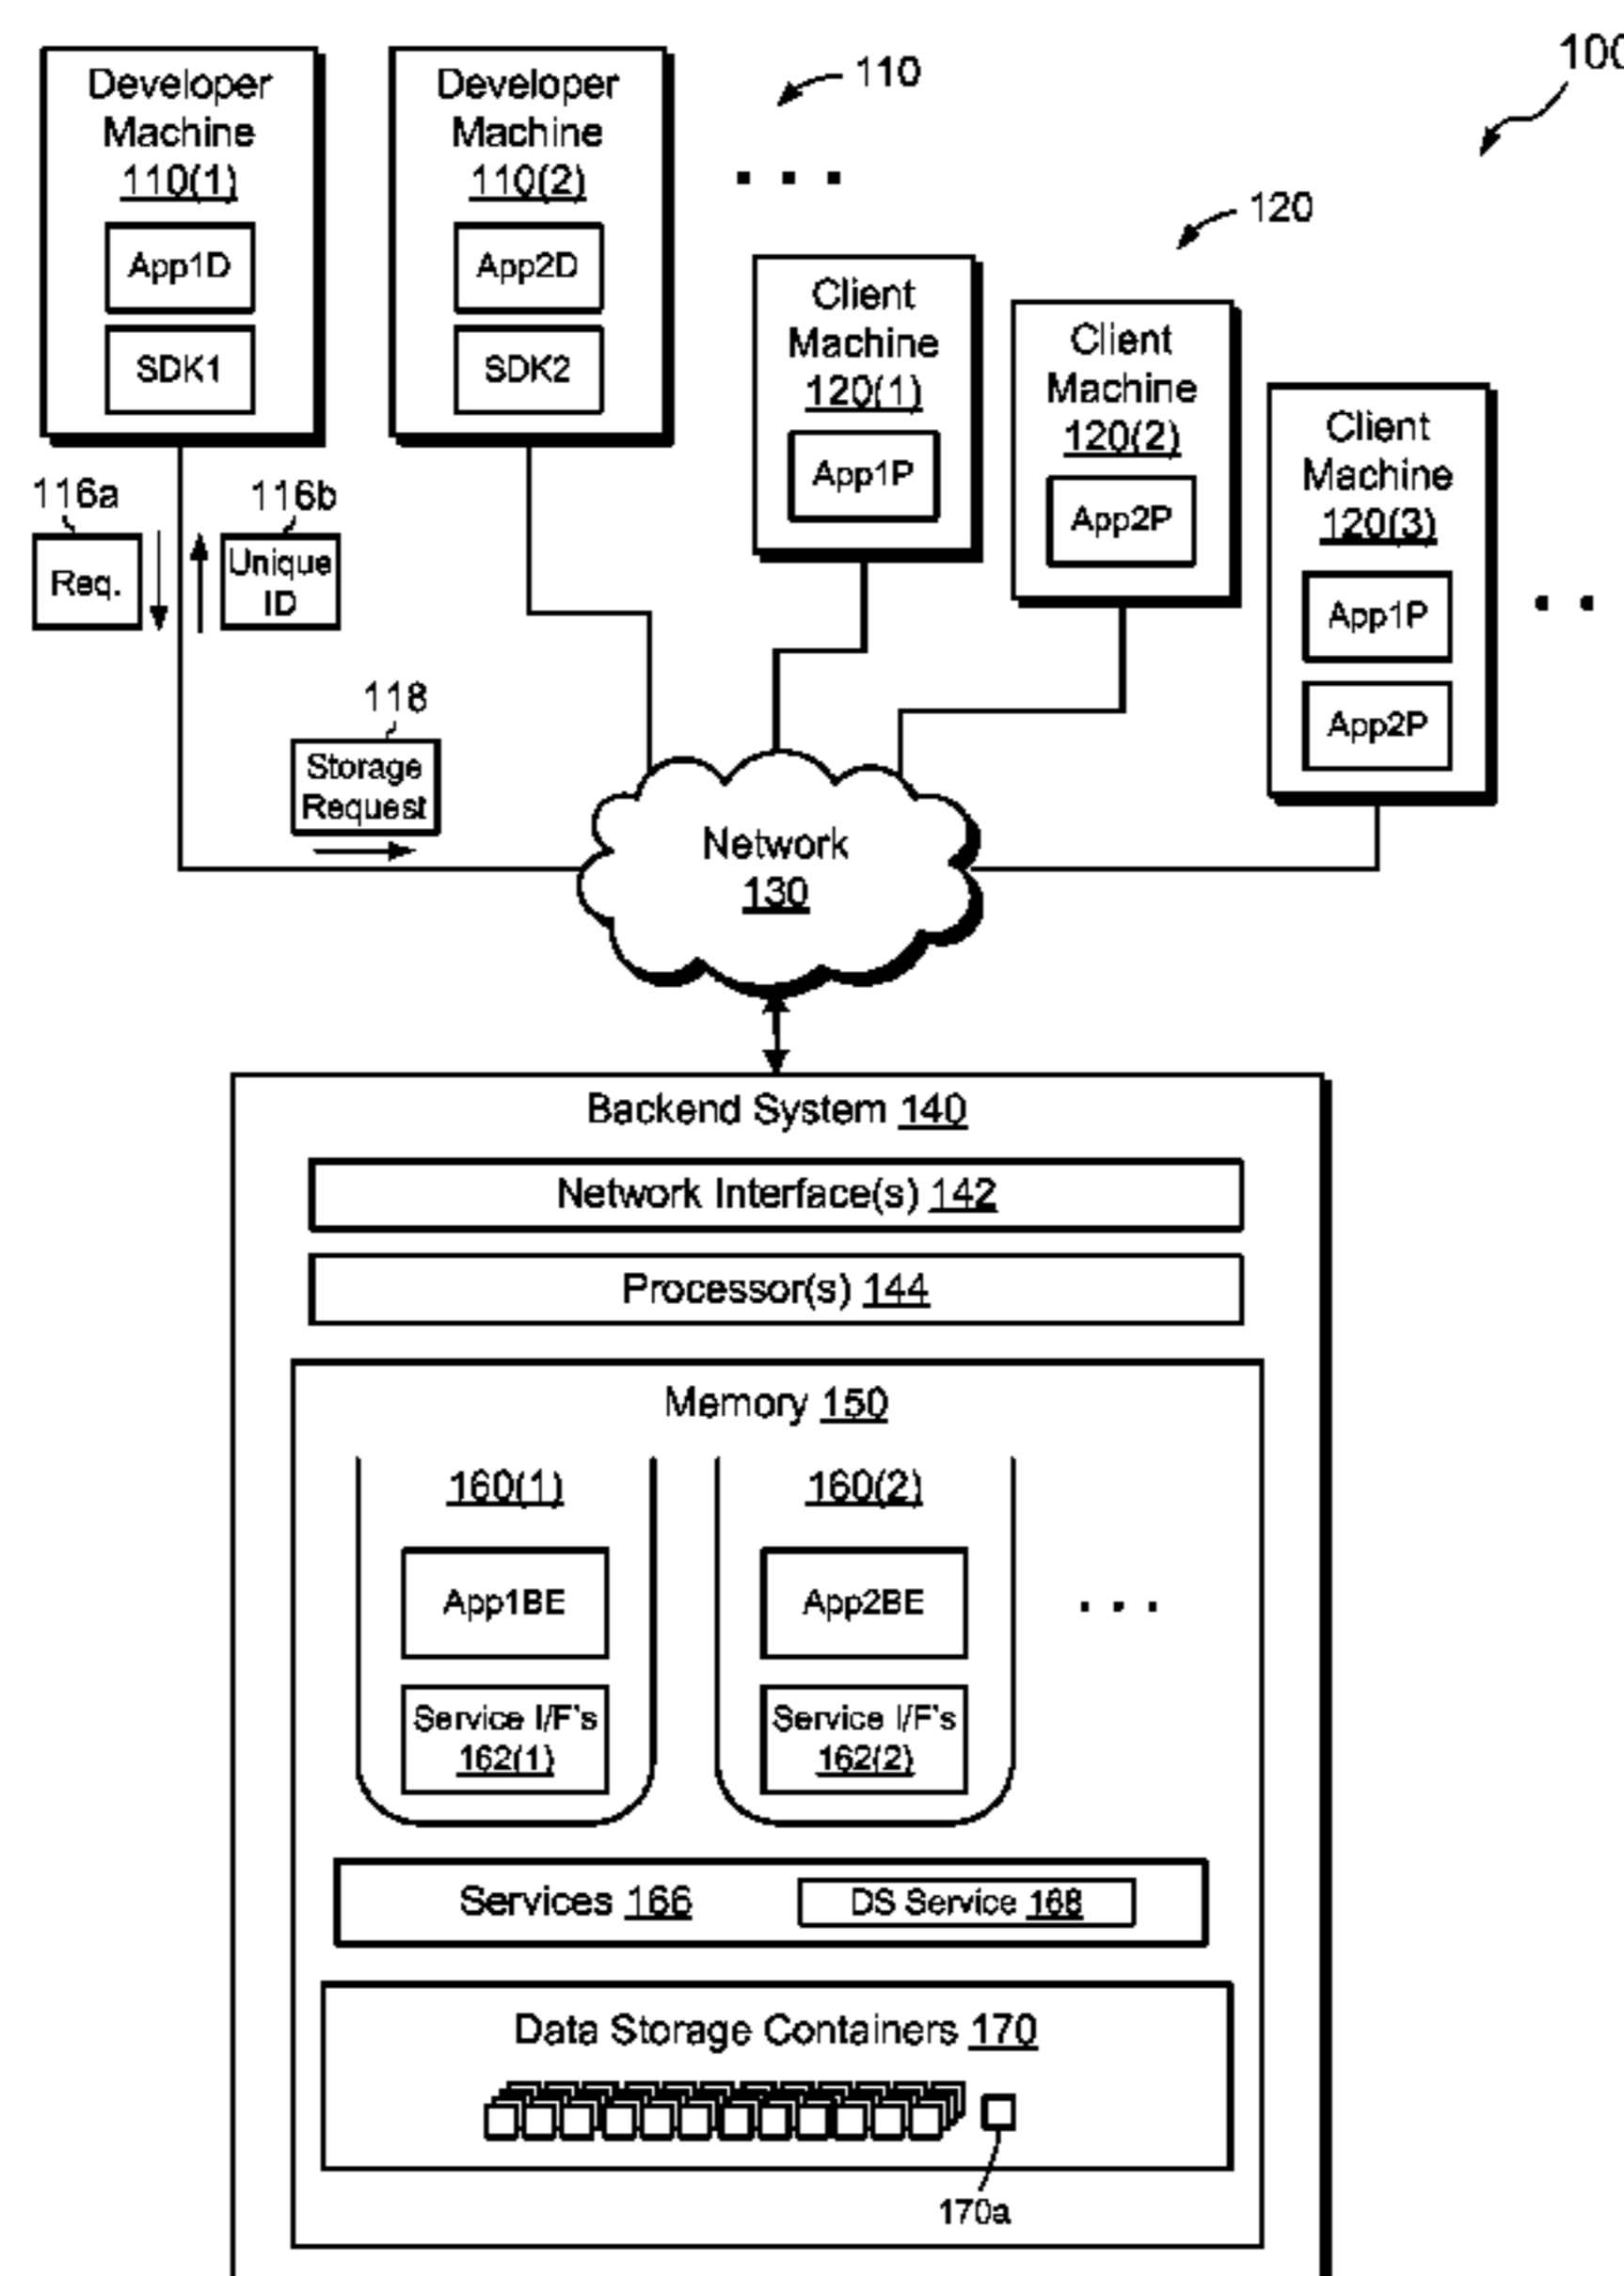 100
110
120
Developer
Machine
110(1)
App1D
SDK1
Developer
Machine
110(2)
App2D
SDK2
. . .
Client
Machine
120(1)
App1P
Client
Machine
120(2)
App2P
Client
Machine
120(3)
App1P
App2P
. .
116a
Req.
116b
Unique
ID
118
Storage
Request
Network
130
Backend System 140
Network Interface(s) 142
Processor(s) 144
Memory 150
160(1)
App1BE
Service I/F's
162(1)
160(2)
App2BE
Service I/F's
162(2)
. . .
Services 166
DS Service 168
Data Storage Containers 170
170a